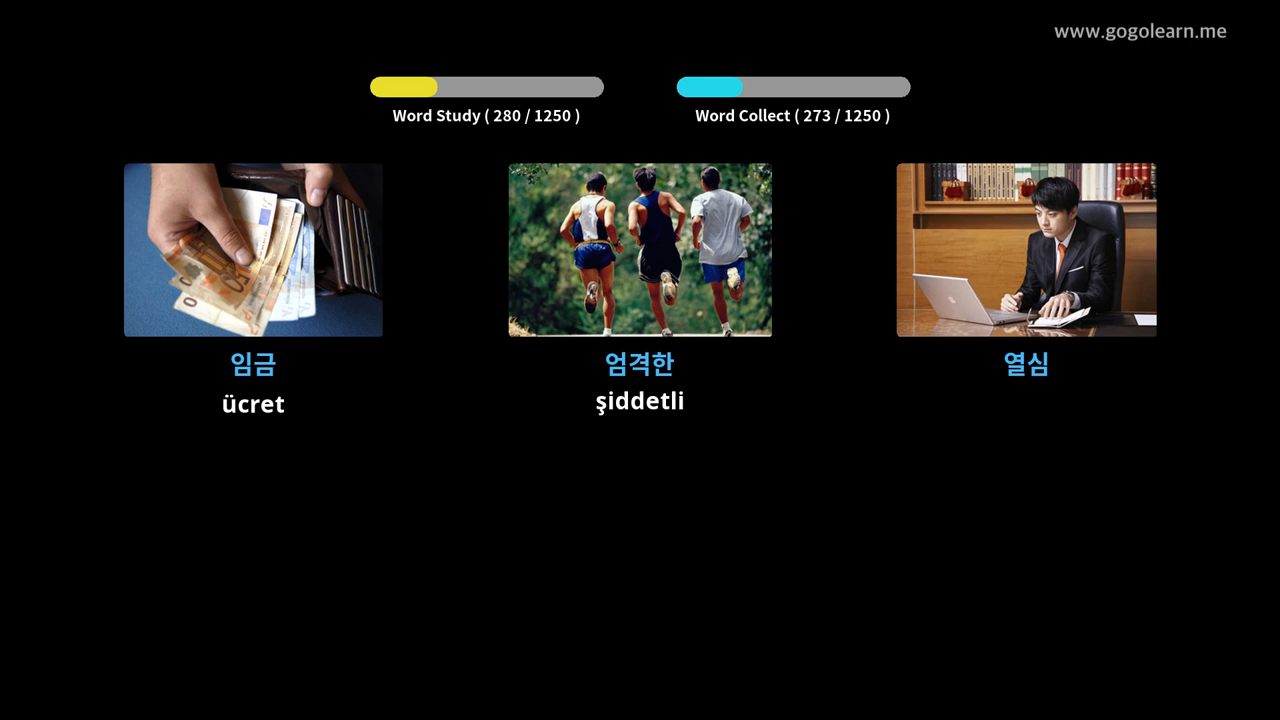 www.gogolearn.me
Word Study ( 280 / 1250 )
Word Collect ( 273 / 1250 )
임금
엄격한
열심
ücret
şiddetli